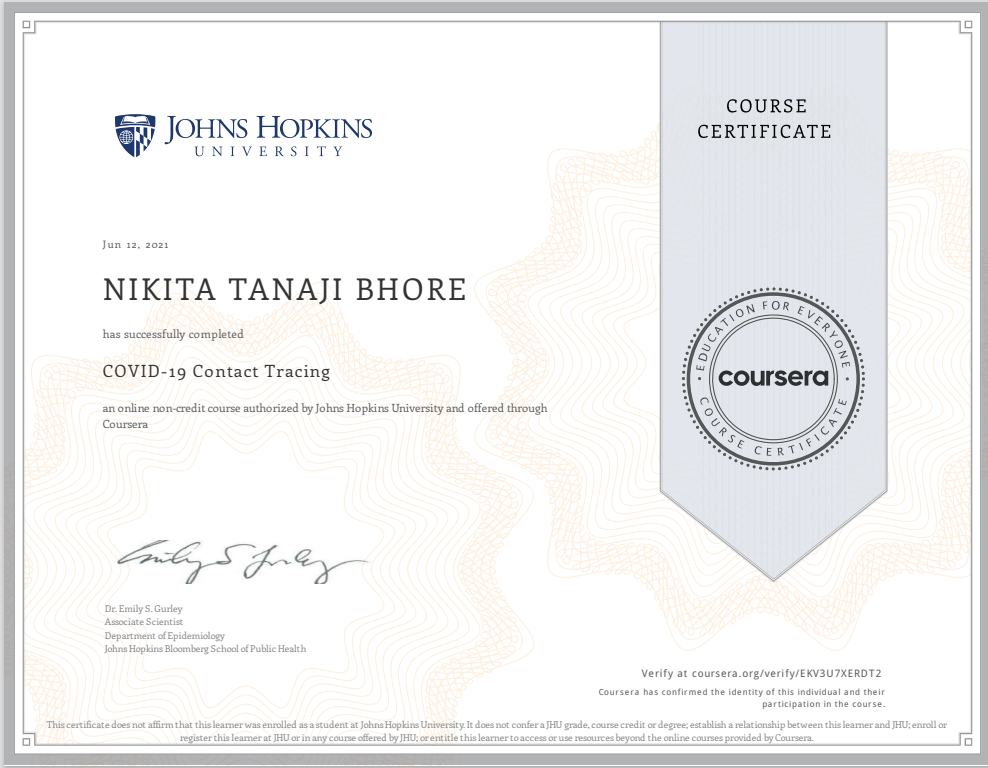 JOHNS HOPKINS
UNIVERSITY
COURSE
CERTIFICATE
Jun 12, 2021
NIKITA TANAJI BHORE
has successfully completed
COVID-19 Contact Tracing
an online non-credit course authorized by Johns Hopkins University and offered through
Coursera
EDUCATION FOR EVERYONE
coursera
COURSE CERTIFICATE
Emily S Gurley
Dr. Emily S. Gurley
Associate Scientist
Department of Epidemiology
Johns Hopkins Bloomberg School of Public Health
Verify at coursera.org/verify/EKV3U7XERDT2
Coursera has confirmed the identity of this individual and their
participation in the course.
This certificate does not affirm that this learner was enrolled as a student at Johns Hopkins University. It does not confer a JHU grade, course credit or degree; establish a relationship between this learner and JHU; enroll or
register this learner at JHU or in any course offered by JHU; or entitle this learner to access or use resources beyond the online courses provided by Coursera.